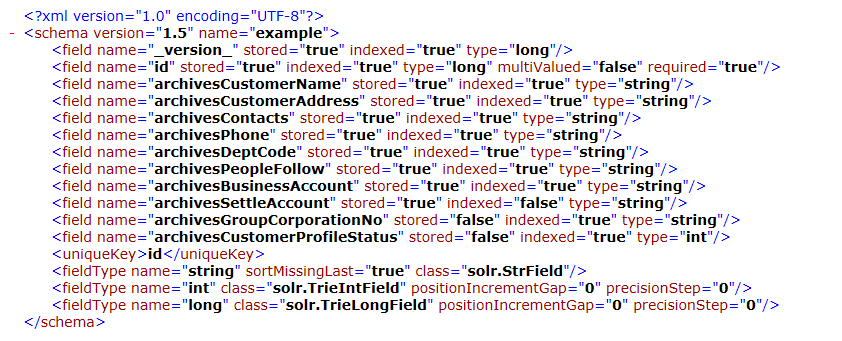 <?xml version="1.0" encoding="UTF-8"?>
- <schema version="1.5" name="example">
<field name="_version_" stored="true" indexed="true" type="long"/>
<field name="id" stored="true" indexed="true" type="long" multiValued="false" required="true"/>
<field name="archivesCustomerName" stored="true" indexed="true" type="string"/>
<field name="archivesCustomerAddress" stored="true" indexed="true" type="string"/>
<field name="archivesContacts" stored="true" indexed="true" type="string"/>
<field name="archivesPhone" stored="true" indexed="true" type="string"/>
<field name="archivesDeptCode" stored="true" indexed="true" type="string"/>
<field name="archivesPeopleFollow" stored="true" indexed="true" type="string"/>
<field name="archivesBusinessAccount" stored="true" indexed="true" type="string"/>
<field name="archivesSettleAccount" stored="true" indexed="false" type="string"/>
<field name="archivesGroupCorporationNo" stored="false" indexed="true" type="string"/>
<field name="archivesCustomerProfileStatus" stored="false" indexed="true" type="int"/>
<uniqueKey>id</uniqueKey>
<fieldType name="string" sortMissingLast="true" class="solr.StrField"/>
<fieldType name="int" class="solr.TrieIntField" positionIncrementGap="0" precisionStep="0"/>
<fieldType name="long" class="solr.TrieLongField" positionIncrementGap="0" precisionStep="0"/>
</schema>